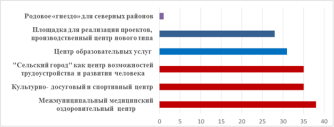 Родовое «гнездо» для северных районов
Площадка для реализации проектов,
производственный центр нового типа
Центр образовательных услуг
"Сельский город" как центр возможностей
трудоустройства и развития человека
Культурно- досуговый и спортивный центр
Межмуниципальный медицинский
оздоровительный центр
0 5 10 15 20 25 30 35 40